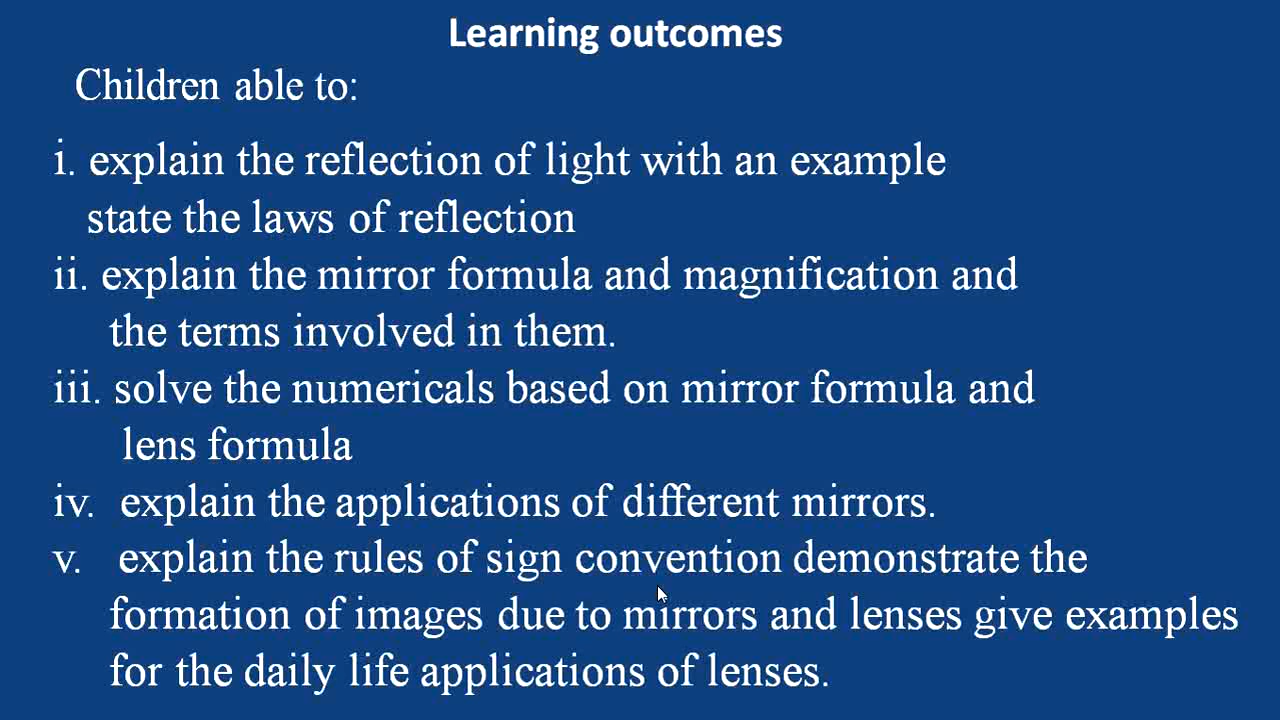 Learning outcomes
Children able to:
i. explain the reflection of light with an example
state the laws of reflection
ii. explain the mirror formula and magnification and
the terms involved in them.
iii. solve the numericals based on mirror formula and
lens formula
iv. explain the applications of different mirrors.
v. explain the rules of sign convention demonstrate the
formation of images due to mirrors and lenses give examples
for the daily life applications of lenses.